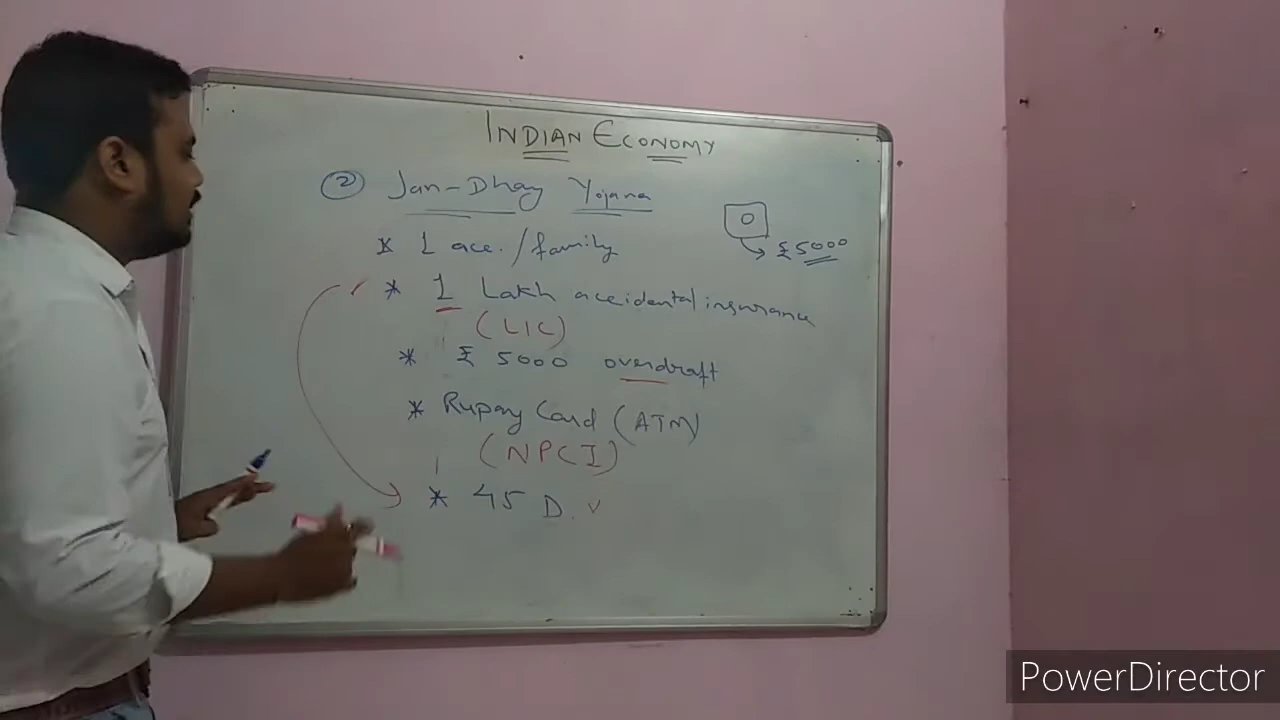 INDIAN ECONOMY
② Jan-Dhan Yojana
0
→ ₹ 5000
* 1 acc. / family
* 1 Lakh accidental insurance
(LIC)
* ₹ 5000 overdraft
* Rupay Card (ATM)
(NPCI)
* 45 D.
PowerDirector